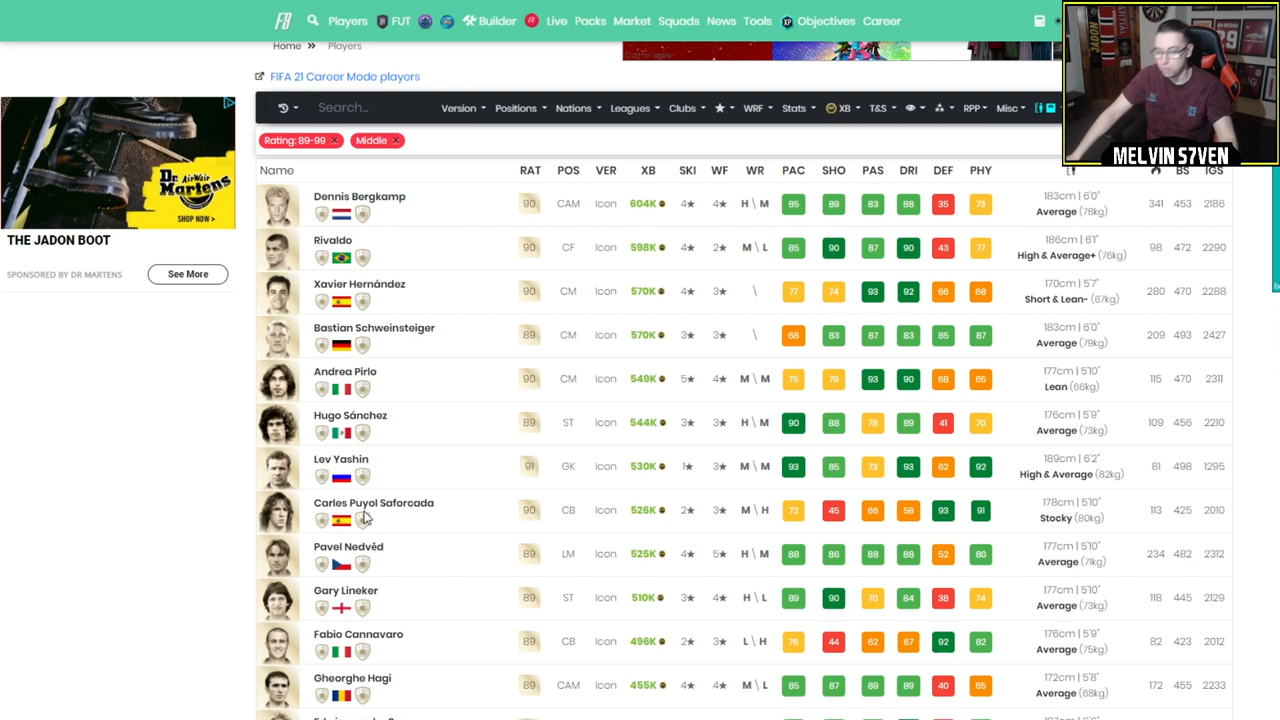 F8 Players FUT Builder Live Packs Market Squads News Tools XP Objectives Career
Home » Players
FIFA 21 Career Mode players
Search... Version Positions Nations Leagues Clubs ★ WRF Stats XB T&S RPP Misc
Rating: 89-99 × Middle ×
Name RAT POS VER XB SKI WF WR PAC SHO PAS DRI DEF PHY BS IGS
Dennis Bergkamp 90 CAM Icon 604K 4★ 4★ H \ M 85 89 83 88 35 73 183cm | 6'0" Average (78kg) 341 453 2186
Rivaldo 90 CF Icon 598K 4★ 2★ M \ L 85 90 87 90 43 77 186cm | 6'1" High & Average+ (76kg) 98 472 2290
Xavier Hernández 90 CM Icon 570K 4★ 3★ \ 77 74 93 92 66 68 170cm | 5'7" Short & Lean- (67kg) 280 470 2288
Bastian Schweinsteiger 89 CM Icon 570K 3★ 3★ \ 68 83 87 83 85 87 183cm | 6'0" Average (79kg) 209 493 2427
Andrea Pirlo 90 CM Icon 549K 5★ 4★ M \ M 75 79 93 90 68 65 177cm | 5'10" Lean (66kg) 115 470 2311
Hugo Sánchez 89 ST Icon 544K 3★ 3★ H \ M 90 88 78 89 41 70 176cm | 5'9" Average (73kg) 109 456 2210
Lev Yashin 91 GK Icon 530K 1★ 3★ M \ M 93 85 73 93 62 92 189cm | 6'2" High & Average (82kg) 81 498 1295
Carles Puyol Saforcada 90 CB Icon 526K 2★ 3★ M \ H 72 45 66 58 93 91 178cm | 5'10" Stocky (80kg) 113 425 2010
Pavel Nedvěd 89 LM Icon 525K 4★ 5★ H \ M 88 86 88 88 52 80 177cm | 5'10" Average (71kg) 234 482 2312
Gary Lineker 89 ST Icon 510K 3★ 4★ H \ L 89 90 70 84 38 74 177cm | 5'10" Average (73kg) 118 445 2129
Fabio Cannavaro 89 CB Icon 496K 2★ 3★ L \ H 76 44 62 67 92 82 176cm | 5'9" Average (75kg) 82 423 2012
Gheorghe Hagi 89 CAM Icon 455K 4★ 4★ M \ L 85 87 89 89 40 65 172cm | 5'8" Average (68kg) 172 455 2233
Dr. AirWair Martens
SHOP NOW >
THE JADON BOOT
SPONSORED BY DR MARTENS
See More
MELVIN S7VEN